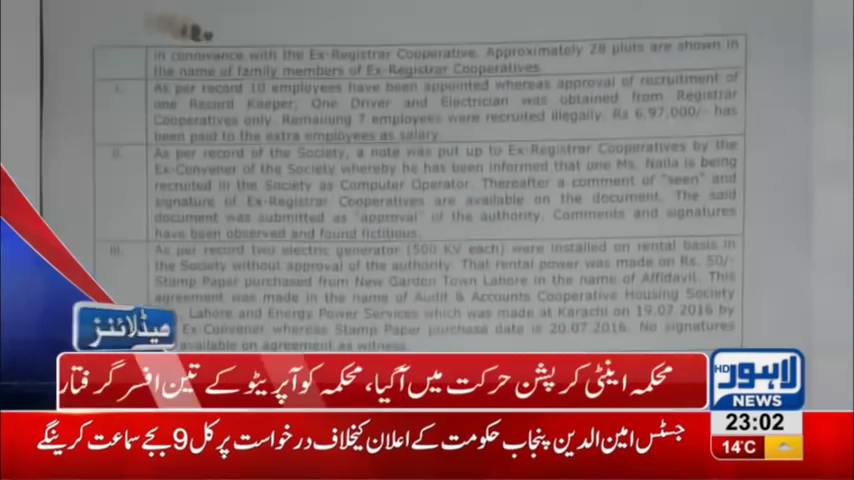 in connivance with the Ex-Registrar Cooperative. Approximately 28 plots are shown in
the name of family members of Ex-Registrar Cooperatives.
i. As per record 10 employees have been appointed whereas approval of recruitment of
one Record Keeper, One Driver and Electrician was obtained from Registrar
Cooperatives only. Remaining 7 employees were recruited illegally. Rs 6,97,000/- has
been paid to the extra employees as salary.
ii. As per record of the Society, a note was put up to Ex-Registrar Cooperatives by the
Ex-Convener of the Society whereby he has been informed that one Ms. Naila is being
recruited in the Society as Computer Operator. Thereafter a comment of "seen" and
signature of Ex-Registrar Cooperatives are available on the document. The said
document was submitted as "approval" of the authority. Comments and signatures
have been observed and found fictitious.
iii. As per record two electric generator (500 KV each) were installed on rental basis in
the Society without approval of the authority. That rental power was made on Rs. 50/-
Stamp Paper purchased from New Garden Town Lahore in the name of Affidavit. This
agreement was made in the name of Audit & Accounts Cooperative Housing Society
, Lahore and Energy Power Services which was made at Karachi on 19.07.2016 by
Ex Convener whereas Stamp Paper purchase date is 20.07.2016. No signatures
available on agreement as witness.
ہیڈلائنز
محکمہ اینٹی کرپشن حرکت میں آگیا، محکمہ کوآپریٹو کے تین افسر گرفتار
HD لاہور
NEWS
23:02
14°C
جسٹس امین الدین پنجاب حکومت کے اعلان کیخلاف درخواست پر کل 9 بجے سماعت کرینگے